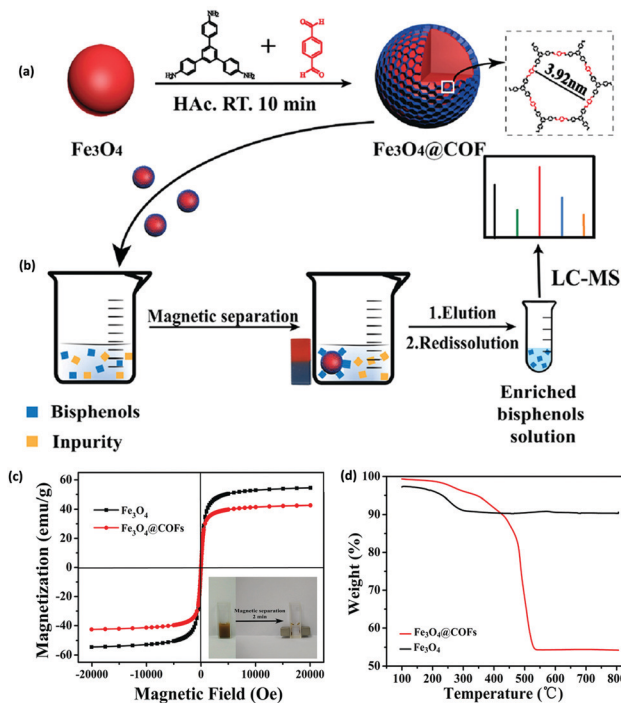 (a)
NH₂
H₂N
NH₂
+
O
H
H
O
HAc. RT. 10 min
Fe₃O₄
Fe₃O₄@COF
3.92nm
(b)
Magnetic separation
1.Elution
2.Redissolution
LC-MS
Enriched
bisphenols
solution
Bisphenols
Inpurity
(c)
Magnetization (emu/g)
60
40
20
0
-20
-40
-60
Fe₃O₄
Fe₃O₄@COFs
Magnetic separation
2 min
-20000
-10000
0
10000
20000
Magnetic Field (Oe)
(d)
Weight (%)
100
90
80
70
60
50
Fe₃O₄@COFs
Fe₃O₄
100
200
300
400
500
600
700
800
Temperature (℃)